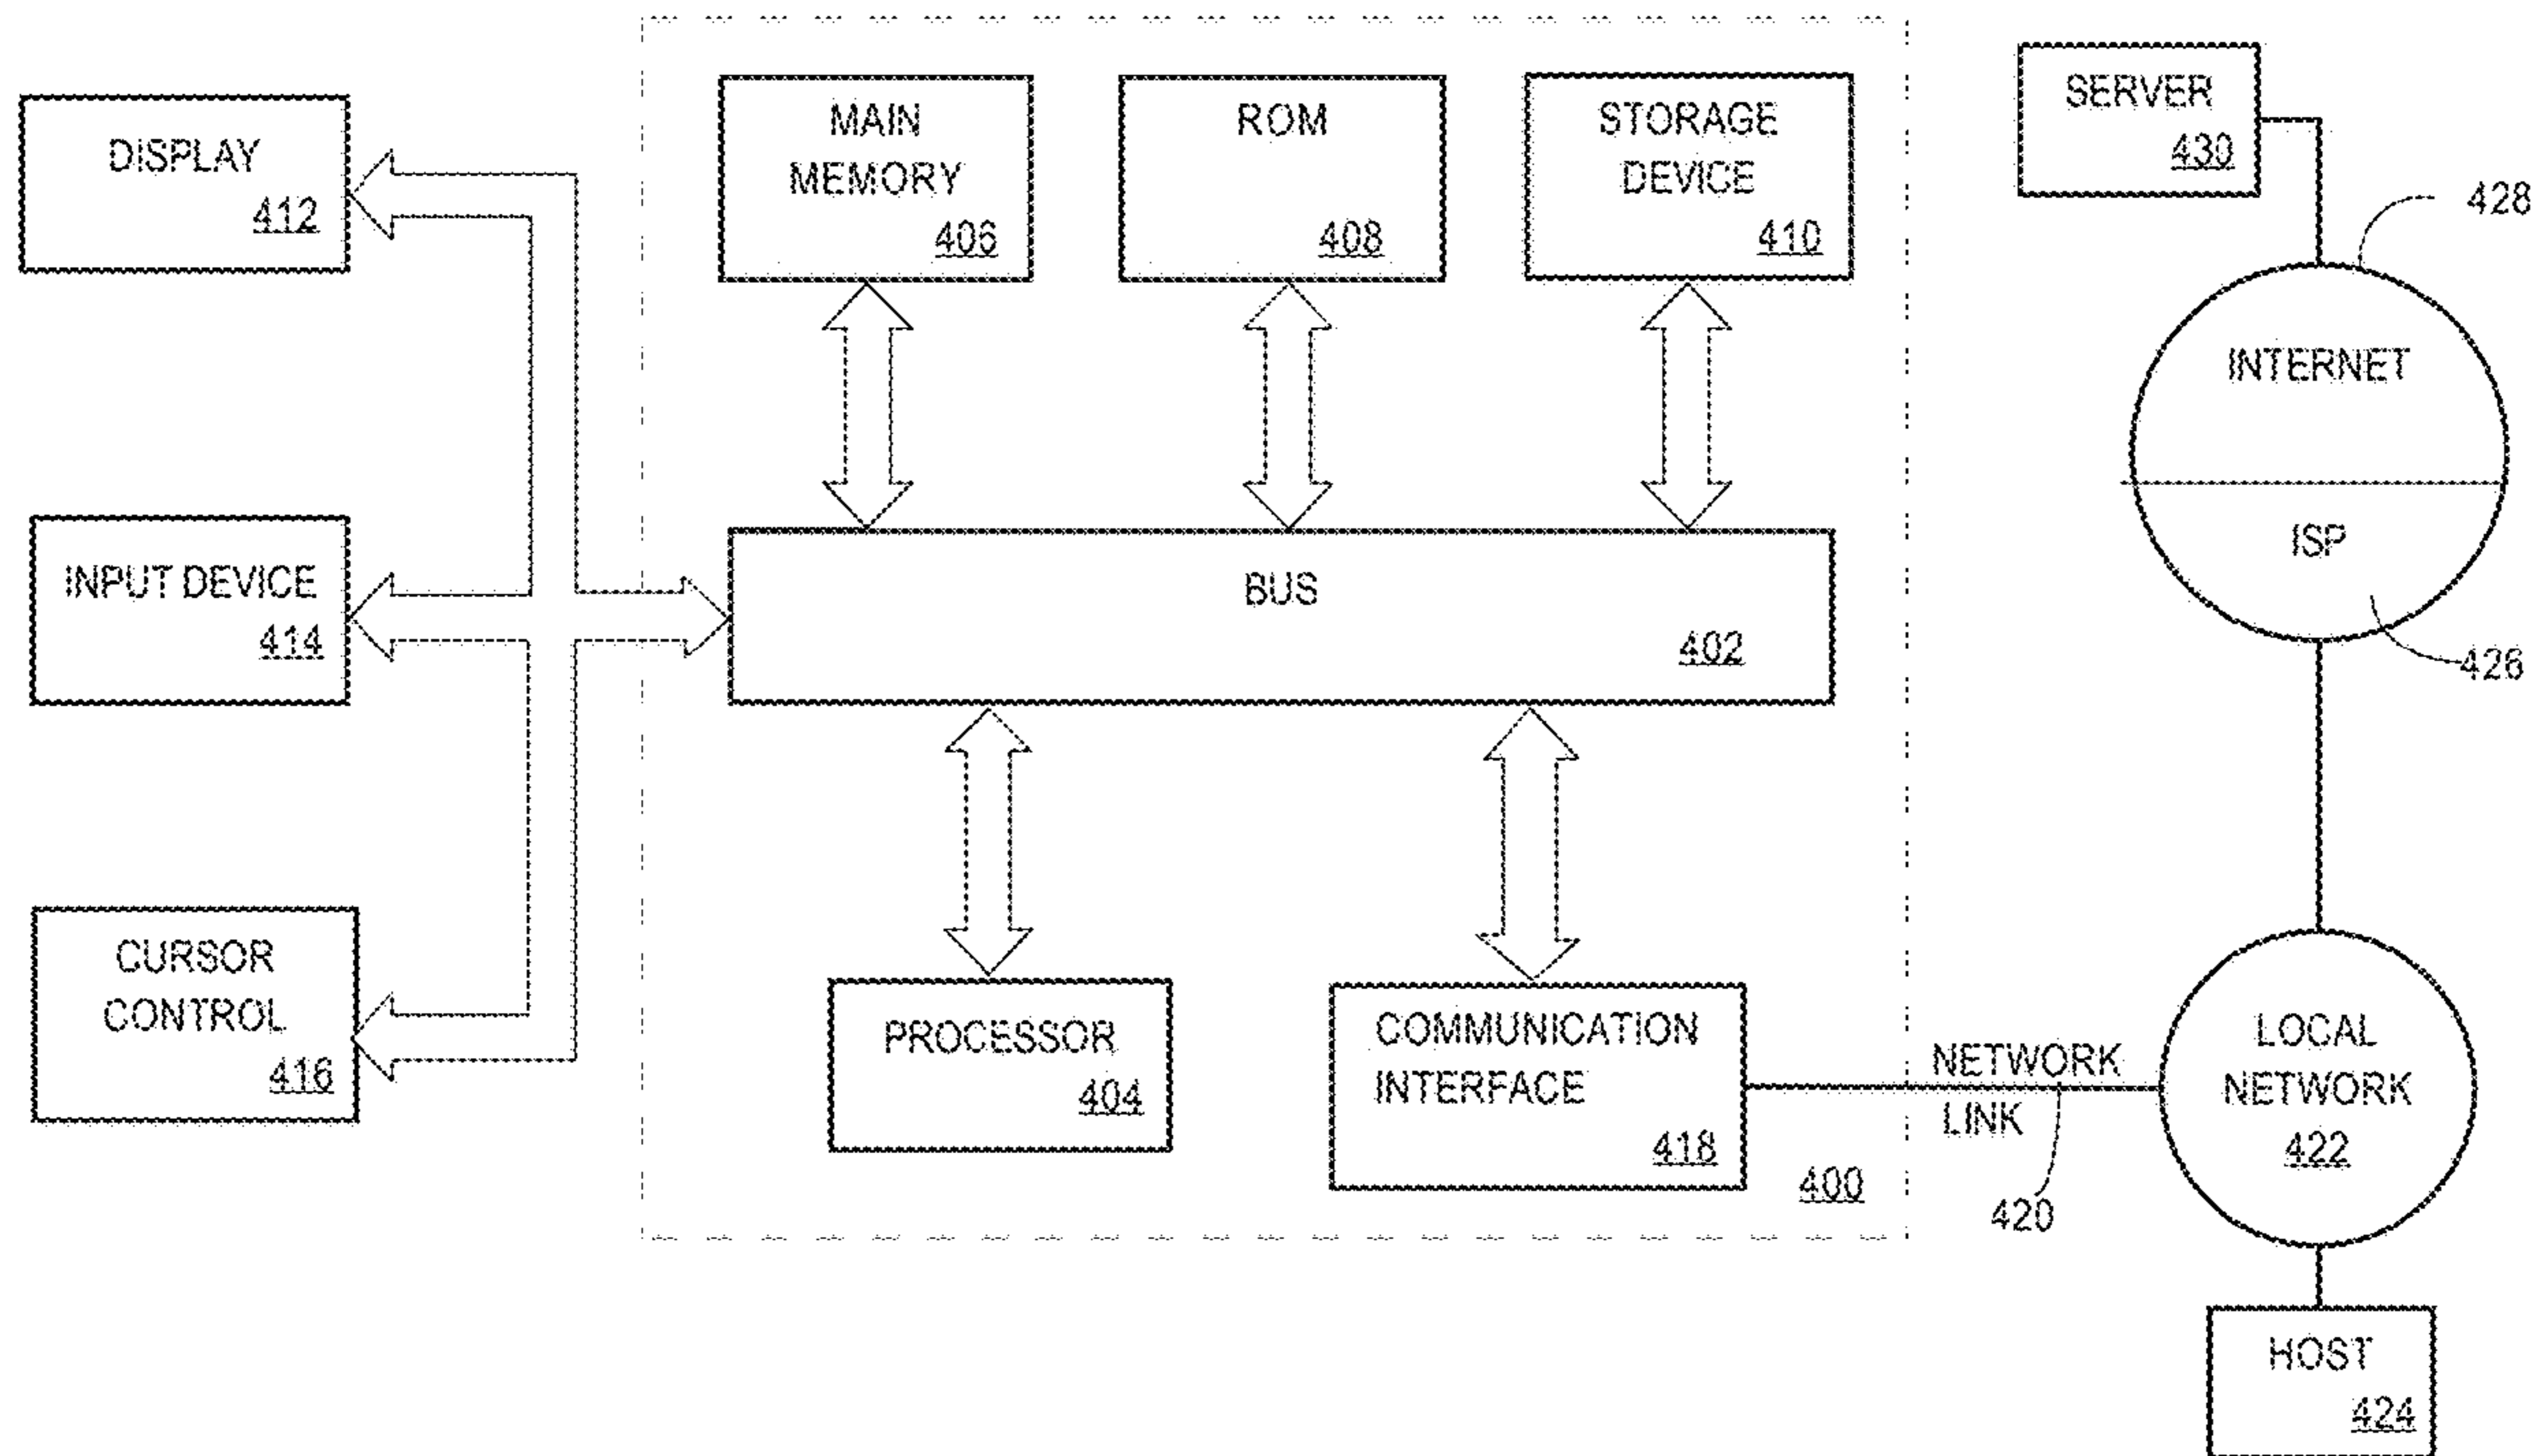 DISPLAY
412
INPUT DEVICE
414
CURSOR
CONTROL
416
MAIN
MEMORY
406
ROM
408
STORAGE
DEVICE
410
BUS
402
PROCESSOR
404
COMMUNICATION
INTERFACE
418
400
NETWORK
LINK
420
SERVER
430
428
INTERNET
ISP
426
LOCAL
NETWORK
422
HOST
424